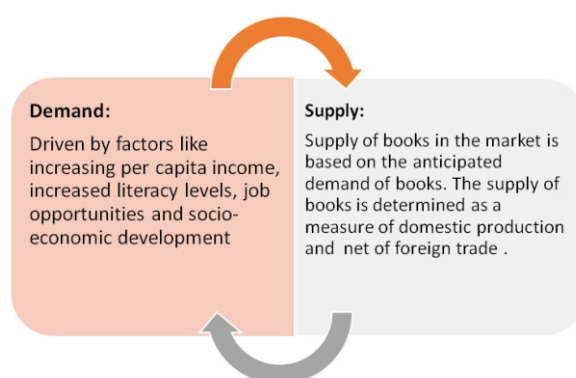 Demand:
Driven by factors like
increasing per capita income,
increased literacy levels, job
opportunities and socio-
economic development
Supply:
Supply of books in the market is
based on the anticipated
demand of books. The supply of
books is determined as a
measure of domestic production
and  net of foreign trade .